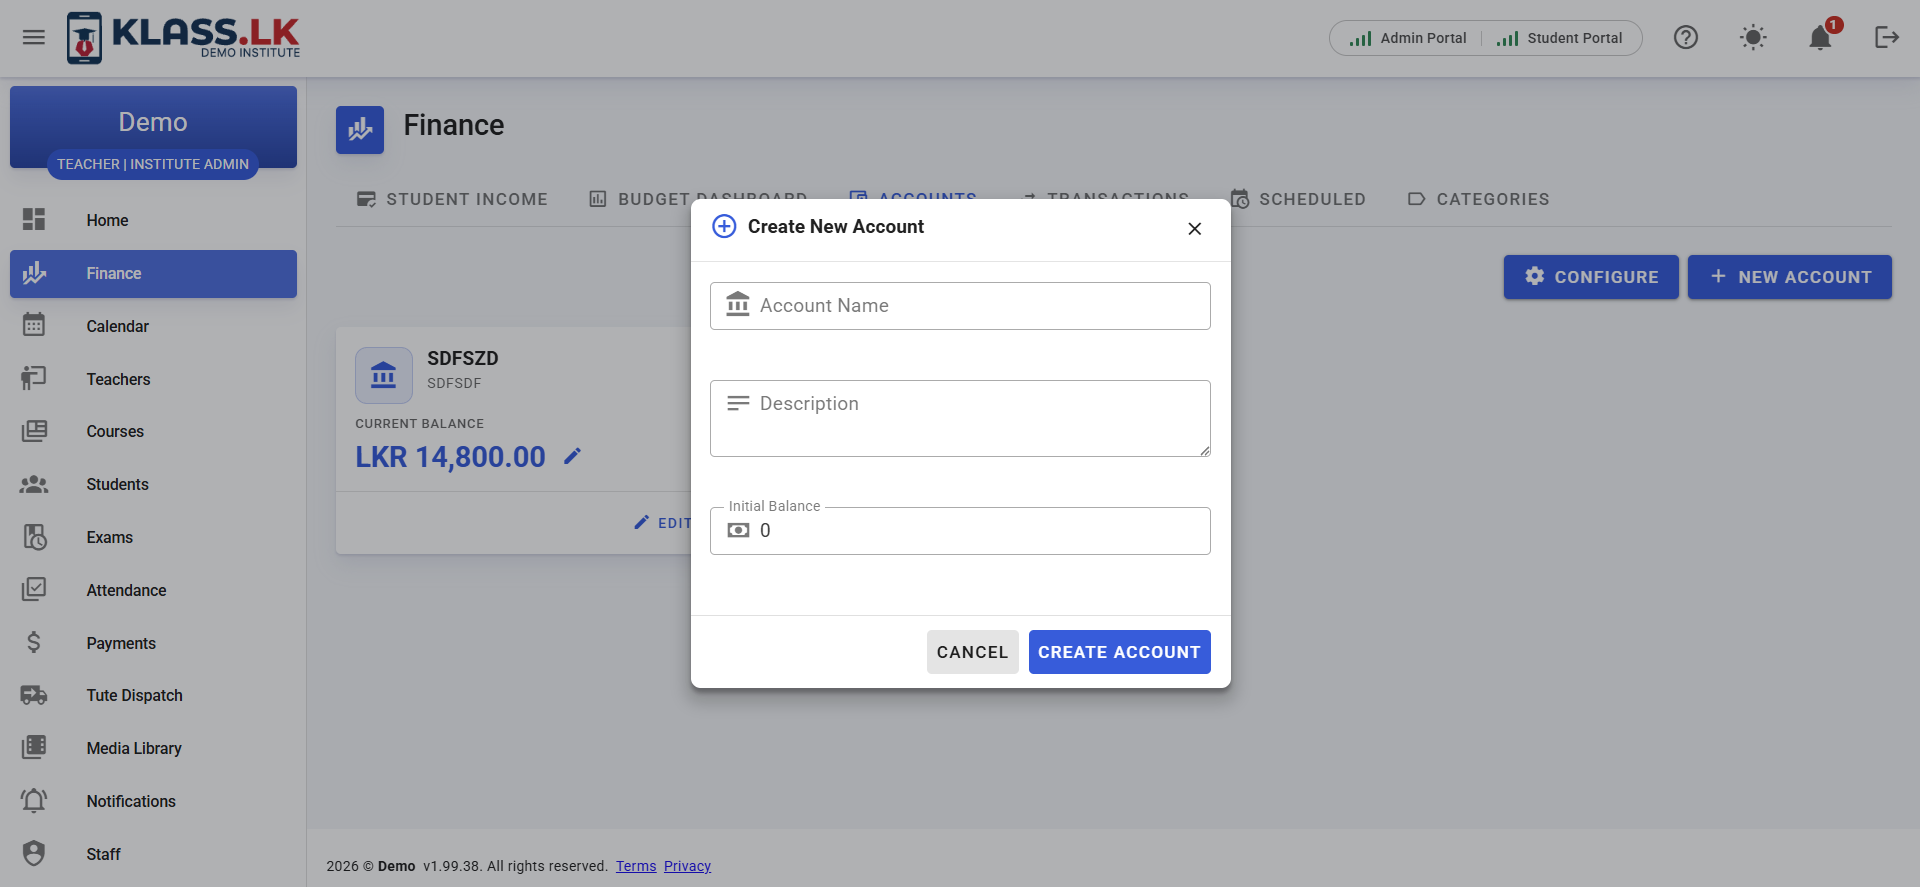 KLASS.LK
DEMO INSTITUTE
Admin Portal
Student Portal
1
Demo
TEACHER | INSTITUTE ADMIN
Home
Finance
Calendar
Teachers
Courses
Students
Exams
Attendance
Payments
Tute Dispatch
Media Library
Notifications
Staff
Finance
STUDENT INCOME
BUDGET DASHBOARD
ACCOUNTS
TRANSACTIONS
SCHEDULED
CATEGORIES
CONFIGURE
NEW ACCOUNT
SDFSZD
SDFSDF
CURRENT BALANCE
LKR 14,800.00
EDIT
Create New Account
Account Name
Description
Initial Balance
0
CANCEL
CREATE ACCOUNT
2026 © Demo v1.99.38. All rights reserved. Terms Privacy